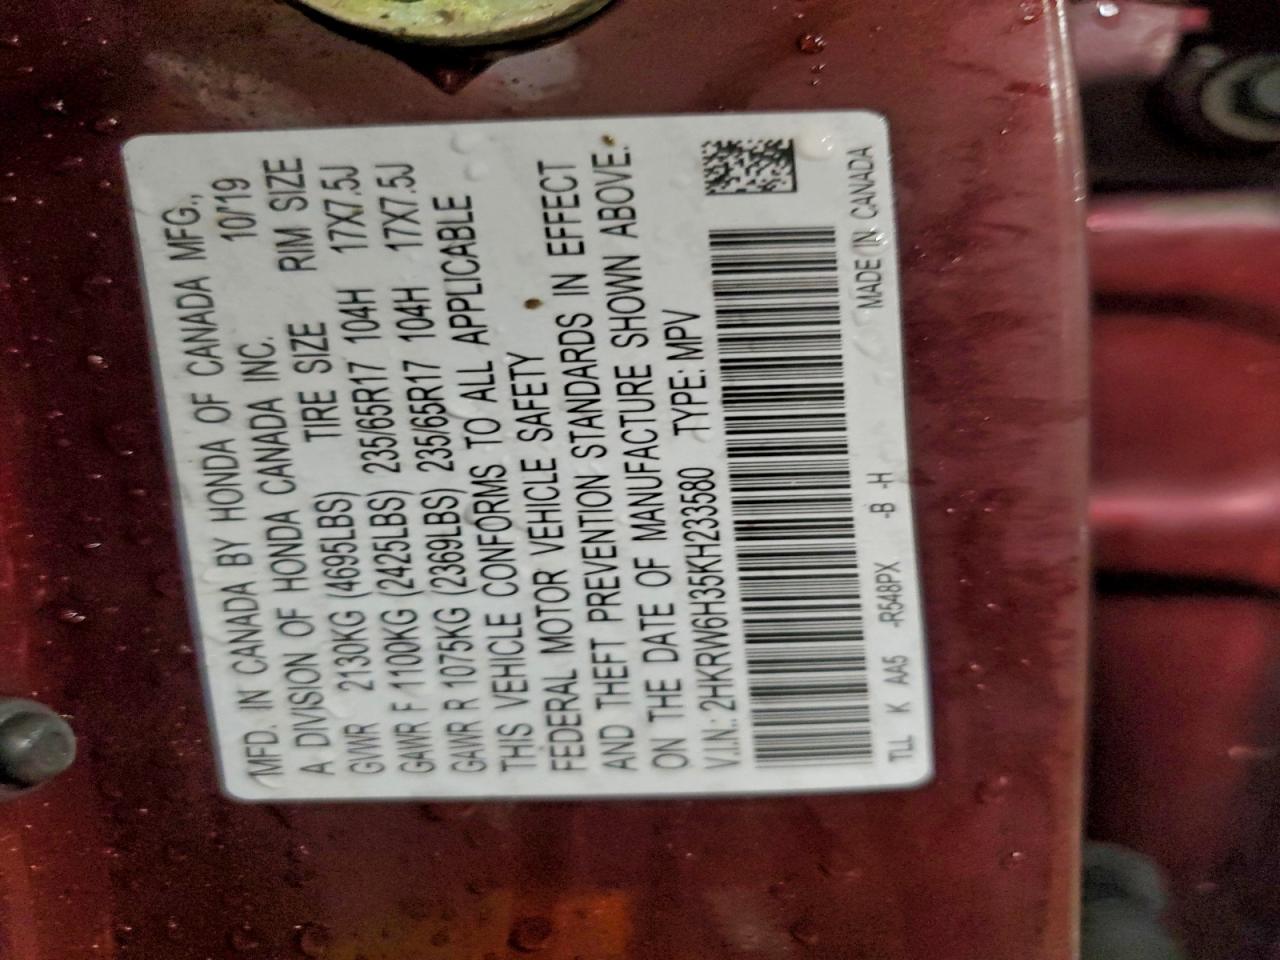 MFD. IN CANADA BY HONDA OF CANADA MFG.,
A DIVISION OF HONDA CANADA INC. 10/19
TIRE SIZE RIM SIZE
GVWR 2130KG (4695LBS)
GAWR F 1100KG (2425LBS) 235/65R17 104H 17X7.5J
GAWR R 1075KG (2369LBS) 235/65R17 104H 17X7.5J
THIS VEHICLE CONFORMS TO ALL APPLICABLE
FEDERAL MOTOR VEHICLE SAFETY
AND THEFT PREVENTION STANDARDS IN EFFECT
ON THE DATE OF MANUFACTURE SHOWN ABOVE.
V.I.N.: 2HKRW6H35KH233580 TYPE: MPV
TLL K AA5 -R548PX -B -H MADE IN CANADA